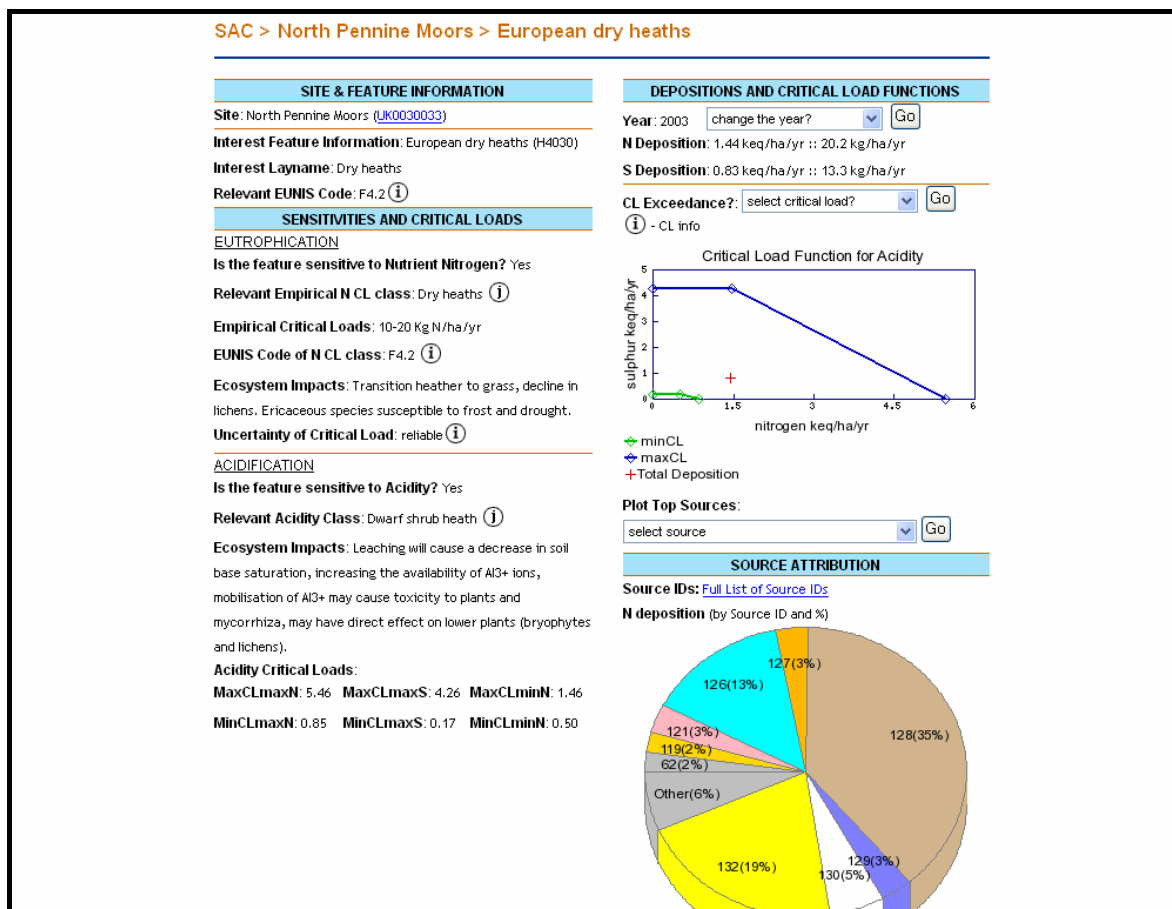 SAC > North Pennine Moors > European dry heaths
SITE & FEATURE INFORMATION
Site: North Pennine Moors (UK0030033)
Interest Feature Information: European dry heaths (H4030)
Interest Layname: Dry heaths
Relevant EUNIS Code: F4.2 i
SENSITIVITIES AND CRITICAL LOADS
EUTROPHICATION
Is the feature sensitive to Nutrient Nitrogen? Yes
Relevant Empirical N CL class: Dry heaths i
Empirical Critical Loads: 10-20 Kg N/ha/yr
EUNIS Code of N CL class: F4.2 i
Ecosystem Impacts: Transition heather to grass, decline in
lichens. Ericaceous species susceptible to frost and drought.
Uncertainty of Critical Load: reliable i
ACIDIFICATION
Is the feature sensitive to Acidity? Yes
Relevant Acidity Class: Dwarf shrub heath i
Ecosystem Impacts: Leaching will cause a decrease in soil
base saturation, increasing the availability of Al3+ ions,
mobilisation of Al3+ may cause toxicity to plants and
mycorrhiza, may have direct effect on lower plants (bryophytes
and lichens).
Acidity Critical Loads:
MaxCLmaxN: 5.46 MaxCLmaxS: 4.26 MaxCLminN: 1.46
MinCLmaxN: 0.85 MinCLmaxS: 0.17 MinCLminN: 0.50
DEPOSITIONS AND CRITICAL LOAD FUNCTIONS
Year: 2003 change the year? Go
N Deposition: 1.44 keq/ha/yr :: 20.2 kg/ha/yr
S Deposition: 0.83 keq/ha/yr :: 13.3 kg/ha/yr
CL Exceedance?: select critical load? Go
i - CL info
Critical Load Function for Acidity
sulphur keq/ha/yr
5
4
3
2
1
0
0 1.5 3 4.5 6
nitrogen keq/ha/yr
minCL
maxCL
Total Deposition
Plot Top Sources:
select source Go
SOURCE ATTRIBUTION
Source IDs: Full List of Source IDs
N deposition (by Source ID and %)
127(3%)
126(13%)
128(35%)
121(3%)
119(2%)
62(2%)
Other(6%)
132(19%)
129(3%)
130(5%)